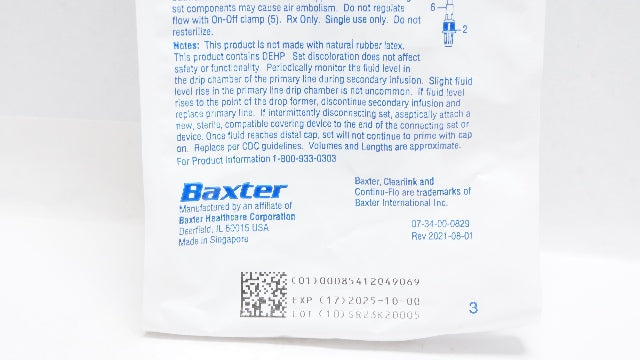 set components may cause air embolism. Do not regulate
flow with On-Off clamp (5). Rx Only. Single use only. Do not
resterilize.
6
2
Notes: This product is not made with natural rubber latex.
This product contains DEHP. Set discoloration does not affect
safety or functionality. Periodically monitor the fluid level in
the drip chamber of the primary line during secondary infusion. Slight fluid
level rise in the primary line drip chamber is not uncommon. If fluid level
rises to the point of the drop former, discontinue secondary infusion and
replace primary line. If intermittently disconnecting set, aseptically attach a
new, sterile, compatible covering device to the end of the connecting set or
device. Once fluid reaches distal cap, set will not continue to prime with cap
on. Replace per CDC guidelines. Volumes and Lengths are approximate.
For Product Information 1-800-933-0303
Baxter
Manufactured by an affiliate of
Baxter Healthcare Corporation
Deerfield, IL 60015 USA
Made in Singapore
Baxter, Clearlink and
Continu-Flo are trademarks of
Baxter International Inc.
07-34-00-0829
Rev 2021-08-01
(01)00085412049069
EXP (17)2025-10-00
LOT (10)SR23K20005
3